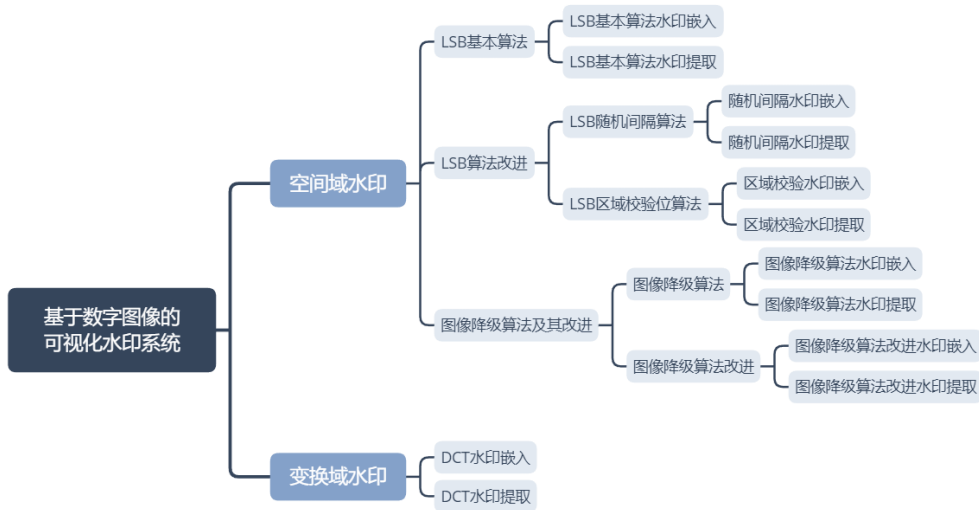 基于数字图像的
可视化水印系统
空间域水印
LSB基本算法
LSB基本算法水印嵌入
LSB基本算法水印提取
LSB算法改进
LSB随机间隔算法
随机间隔水印嵌入
随机间隔水印提取
LSB区域校验位算法
区域校验水印嵌入
区域校验水印提取
图像降级算法及其改进
图像降级算法
图像降级算法水印嵌入
图像降级算法水印提取
图像降级算法改进
图像降级算法改进水印嵌入
图像降级算法改进水印提取
变换域水印
DCT水印嵌入
DCT水印提取